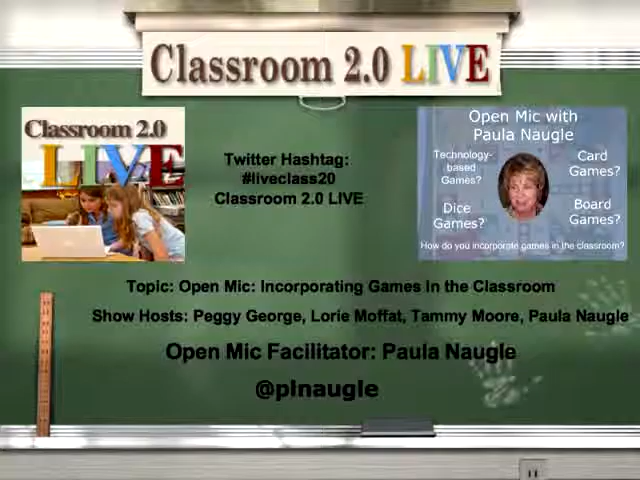 Classroom 2.0 LIVE
Classroom 2.0
LIVE
Twitter Hashtag:
#liveclass20
Classroom 2.0 LIVE
Open Mic with
Paula Naugle
Technology-
based
Games?
Card
Games?
Dice
Games?
Board
Games?
How do you incorporate games in the classroom?
Topic: Open Mic: Incorporating Games In the Classroom
Show Hosts: Peggy George, Lorie Moffat, Tammy Moore, Paula Naugle
Open Mic Facilitator: Paula Naugle
@plnaugle